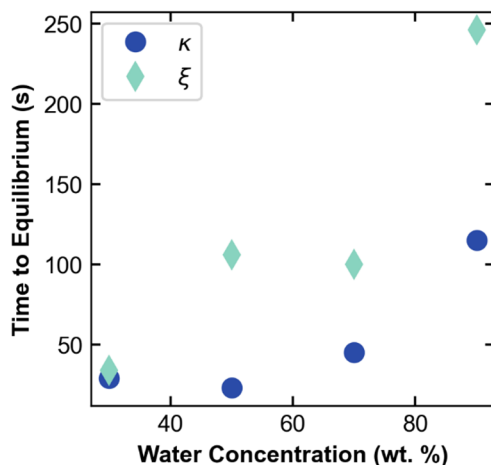 250
200
150
100
50
Time to Equilibrium (s)
κ
ξ
40 60 80
Water Concentration (wt. %)